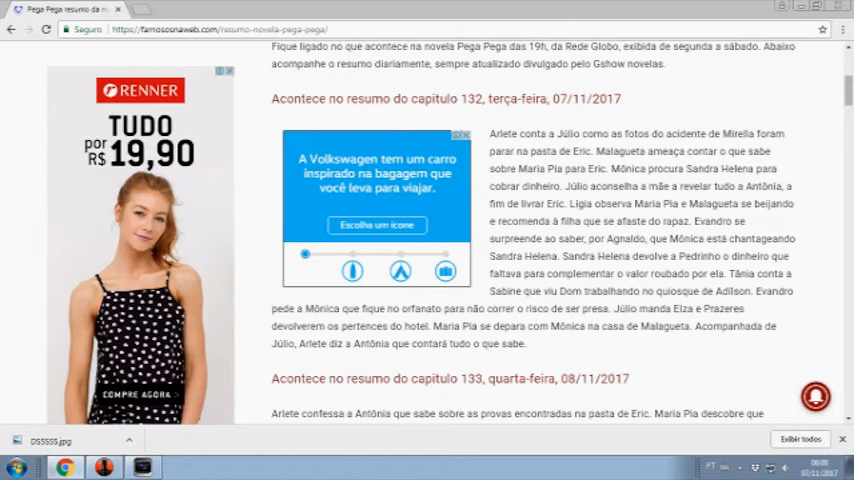 Pega Pega resumo da n
Seguro
https://famososnaweb.com/resumo-novela-pega-pega/
Fique ligado no que acontece na novela Pega Pega das 19h, da Rede Globo, exibida de segunda a sábado. Abaixo
acompanhe o resumo diariamente, sempre atualizado divulgado pelo Gshow novelas.
RENNER
TUDO
por
R$ 19,90
COMPRE AGORA >
Acontece no resumo do capítulo 132, terça-feira, 07/11/2017
A Volkswagen tem um carro
inspirado na bagagem que
você leva para viajar.
Escolha um ícone
Arlete conta a Júlio como as fotos do acidente de Mirella foram
parar na pasta de Eric. Malagueta ameaça contar o que sabe
sobre Maria Pia para Eric. Mônica procura Sandra Helena para
cobrar dinheiro. Júlio aconselha a mãe a revelar tudo a Antônia, a
fim de livrar Eric. Lígia observa Maria Pia e Malagueta se beijando
e recomenda à filha que se afaste do rapaz. Evandro se
surpreende ao saber, por Agnaldo, que Mônica está chantageando
Sandra Helena. Sandra Helena devolve a Pedrinho o dinheiro que
faltava para complementar o valor roubado por ela. Tânia conta a
Sabine que viu Dom trabalhando no quiosque de Adílson. Evandro
pede a Mônica que fique no orfanato para não correr o risco de ser presa. Júlio manda Elza e Prazeres
devolverem os pertences do hotel. Maria Pia se depara com Mônica na casa de Malagueta. Acompanhada de
Júlio, Arlete diz a Antônia que contará tudo o que sabe.
Acontece no resumo do capítulo 133, quarta-feira, 08/11/2017
Arlete confessa a Antônia que sabe sobre as provas encontradas na pasta de Eric. Maria Pia descobre que
DSSSSS.jpg
Exibir todos
PT
07/11/2017